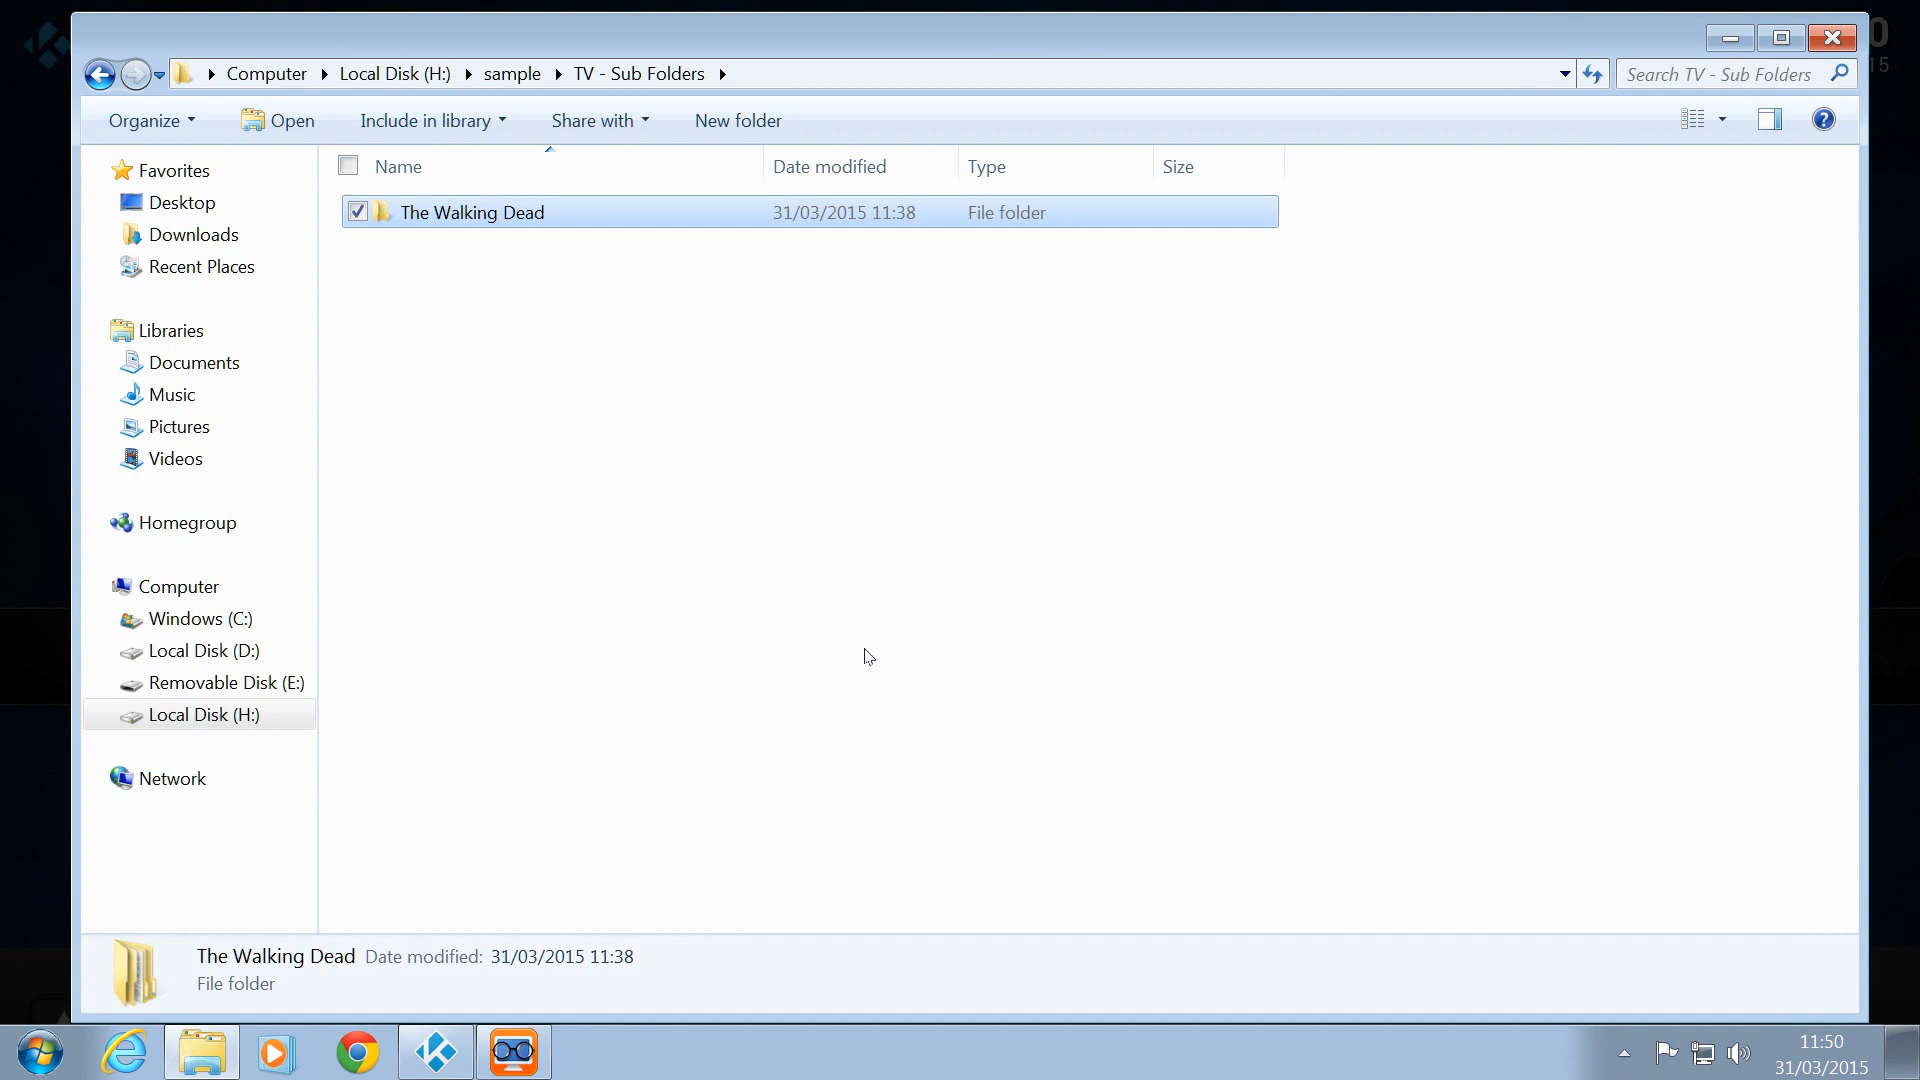 Computer Local Disk (H:) sample TV - Sub Folders
Search TV - Sub Folders
Organize Open Include in library Share with New folder
Name Date modified Type Size
The Walking Dead 31/03/2015 11:38 File folder
Favorites
Desktop
Downloads
Recent Places
Libraries
Documents
Music
Pictures
Videos
Homegroup
Computer
Windows (C:)
Local Disk (D:)
Removable Disk (E:)
Local Disk (H:)
Network
The Walking Dead Date modified: 31/03/2015 11:38
File folder
11:50
31/03/2015